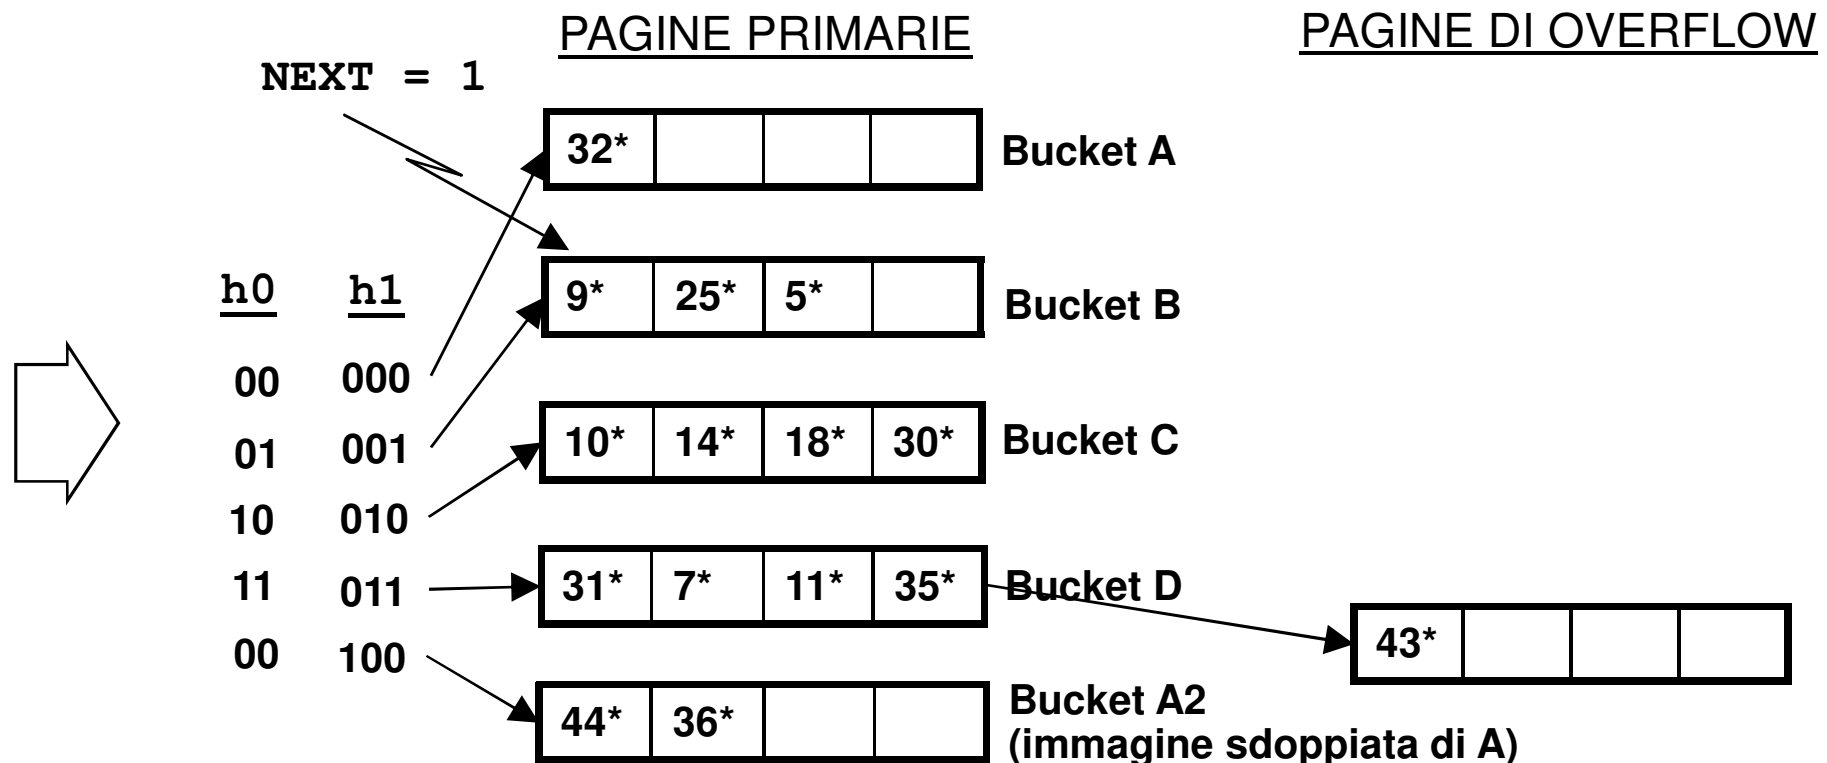 PAGINE PRIMARIE
PAGINE DI OVERFLOW
NEXT = 1
32*
Bucket A
h0 h1
9* 25* 5*
Bucket B
00 000
01 001
10* 14* 18* 30*
Bucket C
10 010
11 011
31* 7* 11* 35*
Bucket D
43*
00 100
44* 36*
Bucket A2
(immagine sdoppiata di A)